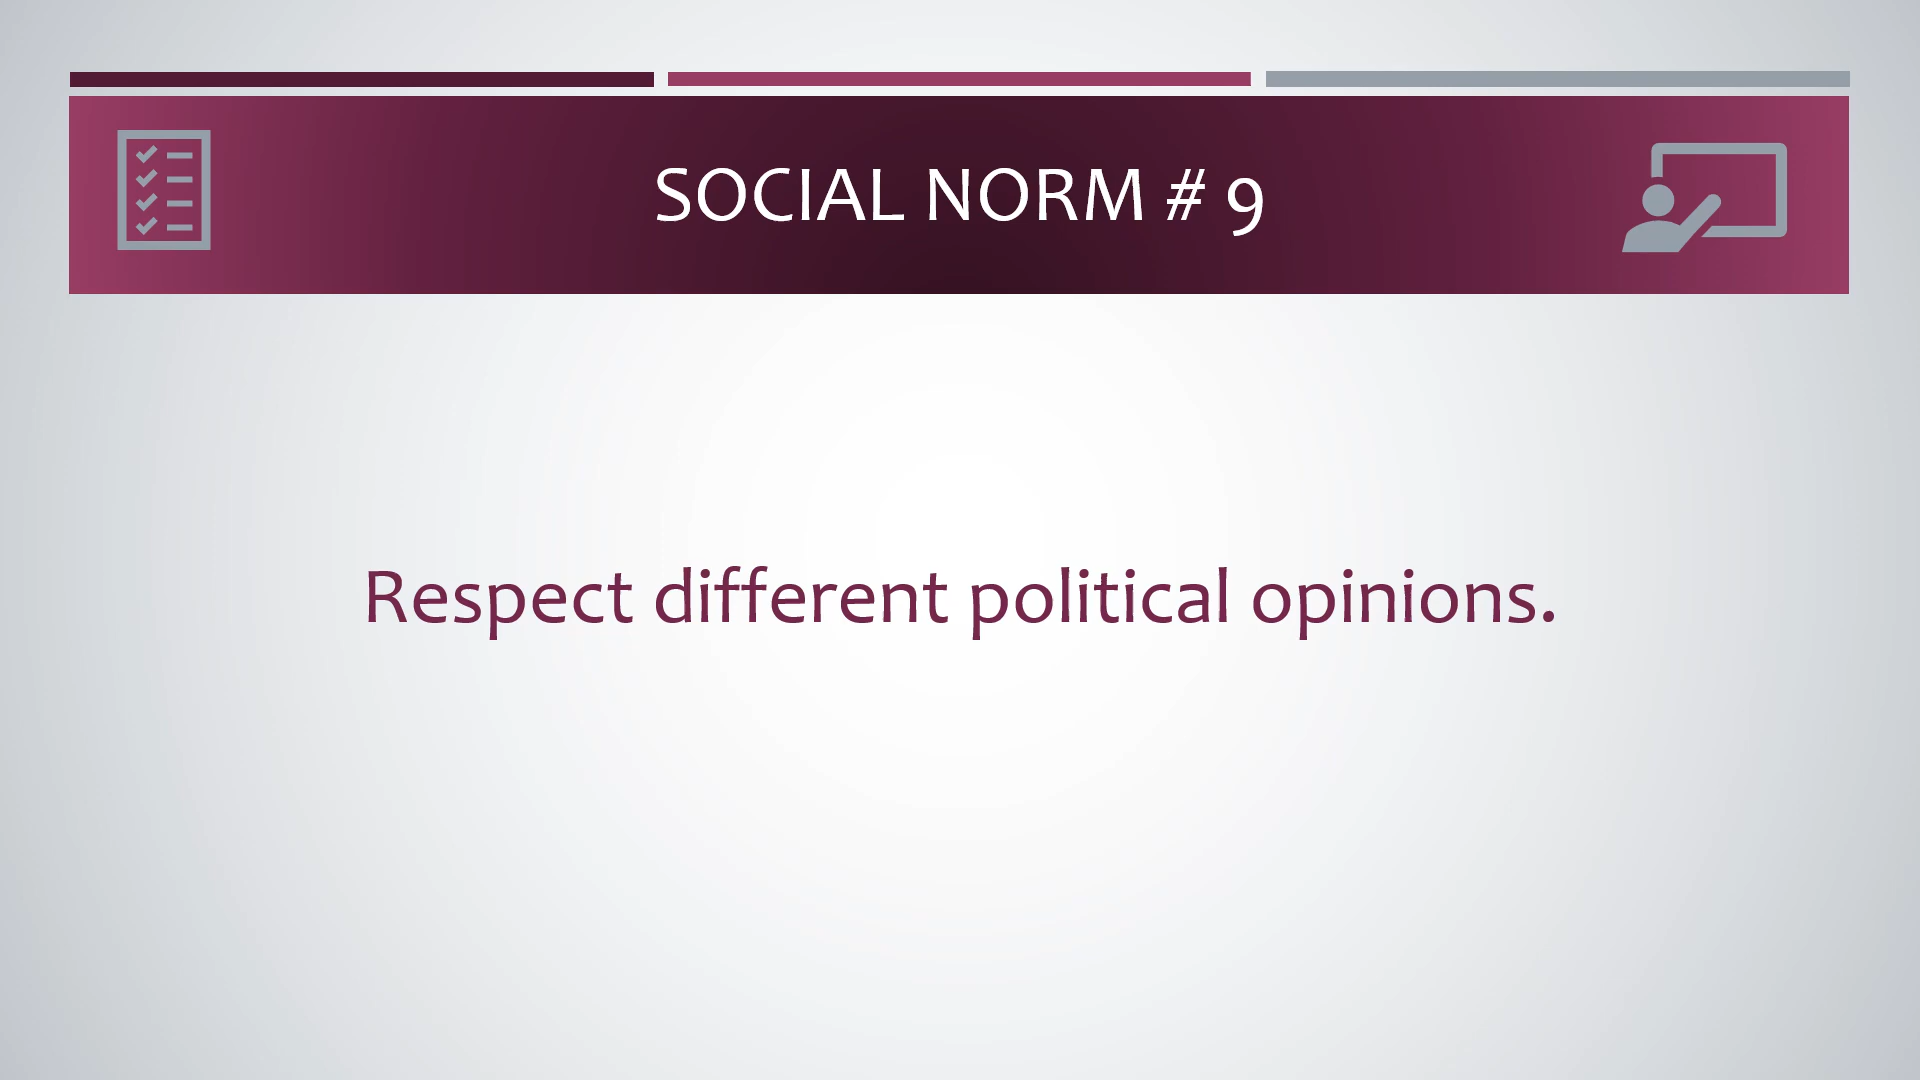 SOCIAL NORM # 9
Respect different political opinions.